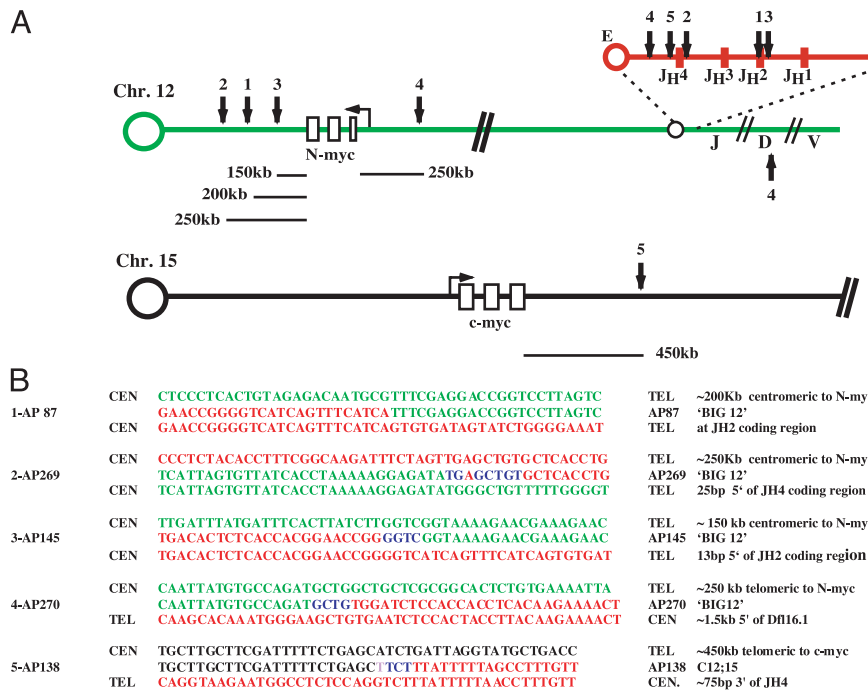 A
4 5 2 13
E
JH4 JH3 JH2 JH1
Chr. 12
2 1 3 4
N-myc
J D V
150kb 250kb
4
200kb
250kb
Chr. 15
5
c-myc
450kb
B
CEN CTCCCTCACTGTAGAGACAATGCGTTTCGAGGACCGGTCCTTAGTC TEL ~200Kb centromeric to N-my
1-AP 87 GAACCGGGGTCATCAGTTTCATCATTTCGAGGACCGGTCCTTAGTC AP87 'BIG 12'
CEN GAACCGGGGTCATCAGTTTCATCAGTGTGATAGTATCTGGGGAAAT TEL at JH2 coding region
CEN CCCTCTACACCTTTCGGCAAGATTTCTAGTTGAGCTGTGCTCACCTG TEL ~250Kb centromeric to N-my
2-AP269 TCATTAGTGTTATCACCTAAAAAGGAGATATGAGCTGTGCTCACCTG AP269 'BIG 12'
CEN TCATTAGTGTTATCACCTAAAAAGGAGATATGGGCTGTTTTTGGGGT TEL 25bp 5‘ of JH4 coding region
CEN TTGATTTATGATTTCACTTATCTTGGTCGGTAAAAGAACGAAAGAAC TEL ~ 150 kb centromeric to N-my
3-AP145 TGACACTCTCACCACGGAACCGGGGGTCGGTAAAAGAACGAAAGAAC AP145 'BIG 12'
CEN TGACACTCTCACCACGGAACCGGGGTCATCAGTTTCATCAGTGTGAT TEL 13bp 5‘ of JH2 coding region
CEN CAATTATGTGCCAGATGCTGGCTGCTCGCGGCACTCTGTGAAAATTA TEL ~250 kb telomeric to N-myc
4-AP270 CAATTATGTGCCAGATGCTGTGGATCTCCACCACCTCACAAGAAAACT AP270 'BIG12'
TEL CAAGCACAAATGGGAAGCTGTGAATCTCCACTACCTTACAAGAAAACT CEN ~1.5kb 5' of Dfl16.1
CEN TGCTTGCTTCGATTTTTCTGAGCATCTGATTAGGTATGCTGACC TEL ~450kb telomeric to c-myc
5-AP138 TGCTTGCTTCGATTTTTCTGAGCTTCTTTATTTTTAGCCTTTGTT AP138 C12;15
TEL CAGGTAAGAATGGCCTCTCCAGGTCTTTATTTTTAACCTTTGTT CEN. ~75bp 3' of JH4